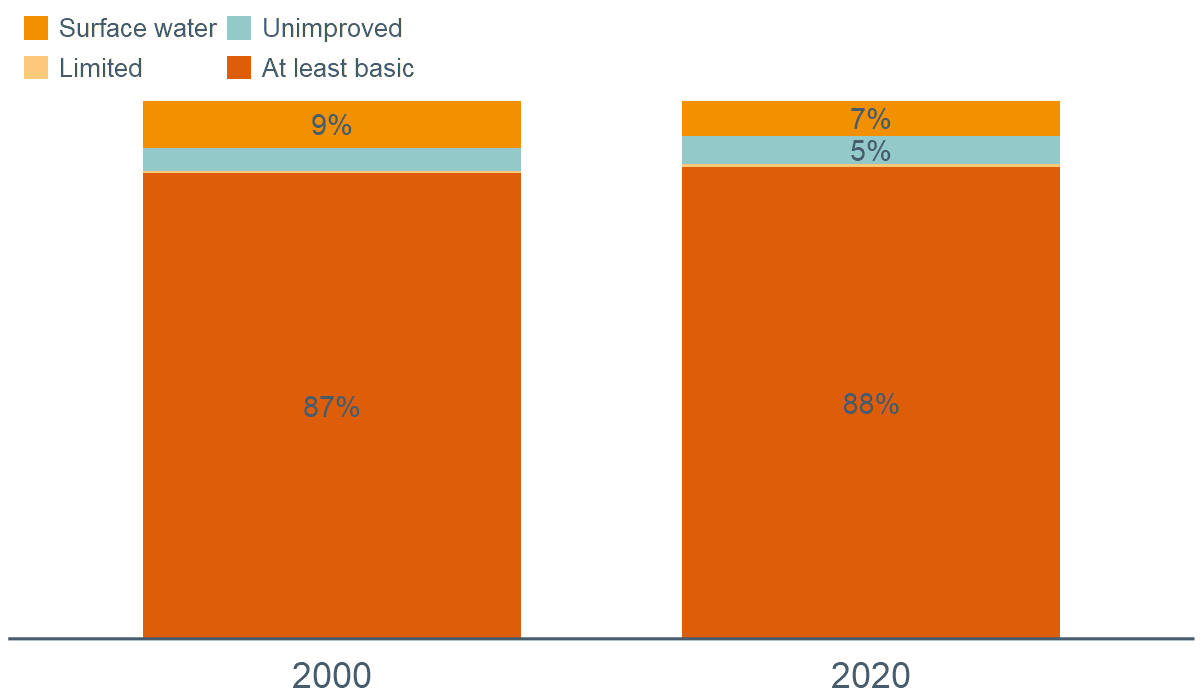 Surface water Unimproved
Limited At least basic
9% 7%
5%
87% 88%
2000 2020